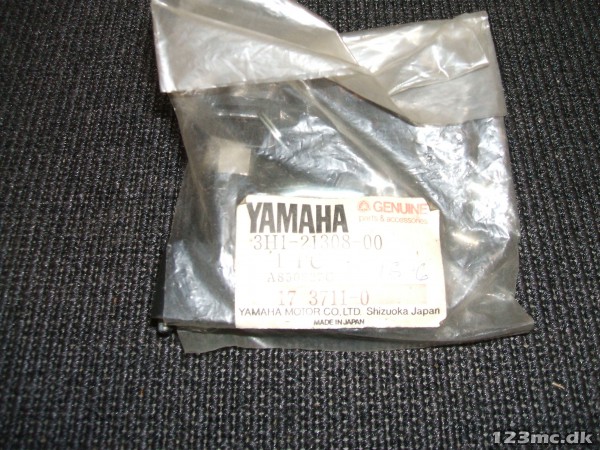 YAMAHA
GENUINE
parts & accessories
3H1-21308-00
17 3711-0
YAMAHA MOTOR CO., LTD. Shizuoka Japan
MADE IN JAPAN
123mc.dk